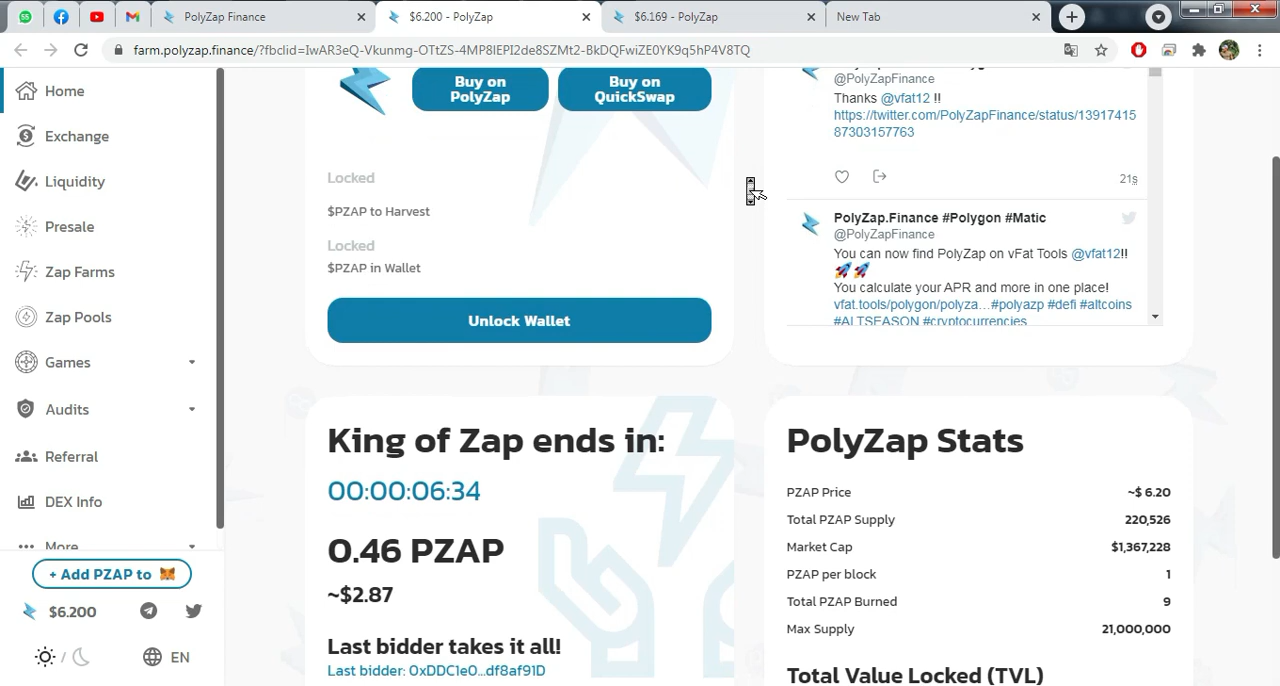 PolyZap Finance
$6.200 - PolyZap
$6.169 - PolyZap
New Tab
farm.polyzap.finance/?fbclid=IwAR3eQ-Vkunmg-OTtZS-4MP8IEPI2de8SZMt2-BkDQFwiZE0YK9q5hP4V8TQ
Home
Exchange
Liquidity
Presale
Zap Farms
Zap Pools
Games
Audits
Referral
DEX Info
More
+ Add PZAP to
$6.200
/
EN
Buy on
PolyZap
Buy on
QuickSwap
Locked
$PZAP to Harvest
Locked
$PZAP in Wallet
Unlock Wallet
@PolyZapFinance
Thanks @vfat12 !!
https://twitter.com/PolyZapFinance/status/13917415
87303157763
21s
PolyZap.Finance #Polygon #Matic
@PolyZapFinance
You can now find PolyZap on vFat Tools @vfat12!!
You calculate your APR and more in one place!
vfat.tools/polygon/polyza... #polyazp #defi #altcoins
#ALTSEASON #cryptocurrencies
King of Zap ends in:
00:00:06:34
0.46 PZAP
~$2.87
Last bidder takes it all!
Last bidder: 0xDDC1e0...df8af91D
PolyZap Stats
PZAP Price ~$ 6.20
Total PZAP Supply 220,526
Market Cap $1,367,228
PZAP per block 1
Total PZAP Burned 9
Max Supply 21,000,000
Total Value Locked (TVL)